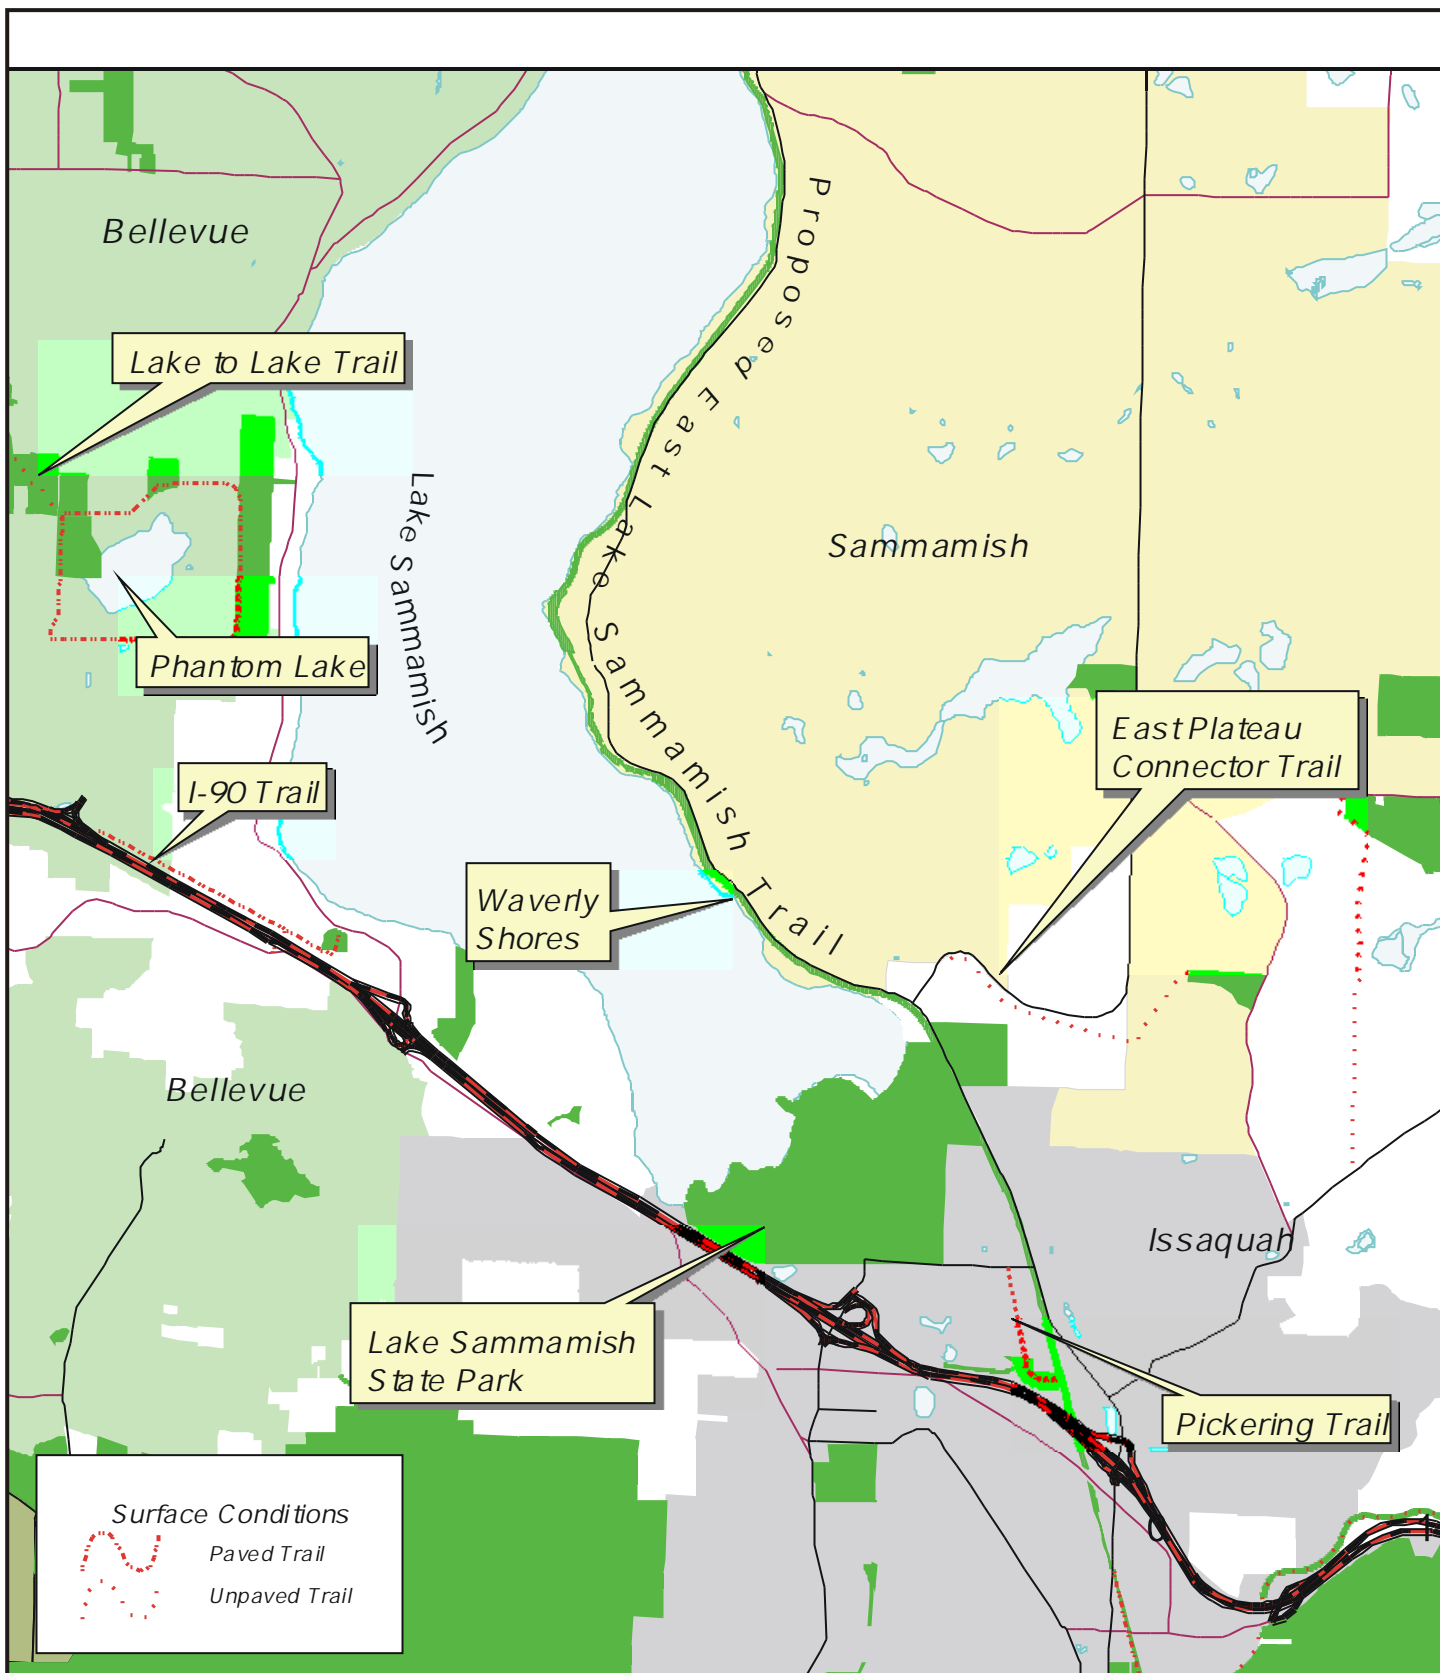 Bellevue
Proposed East Lake Sammamish Trail
Lake to Lake Trail
Lake Sammamish
Sammamish
Phantom Lake
East Plateau
Connector Trail
I-90 Trail
Waverly
Shores
Bellevue
Issaquah
Lake Sammamish
State Park
Pickering Trail
Surface Conditions
Paved Trail
Unpaved Trail